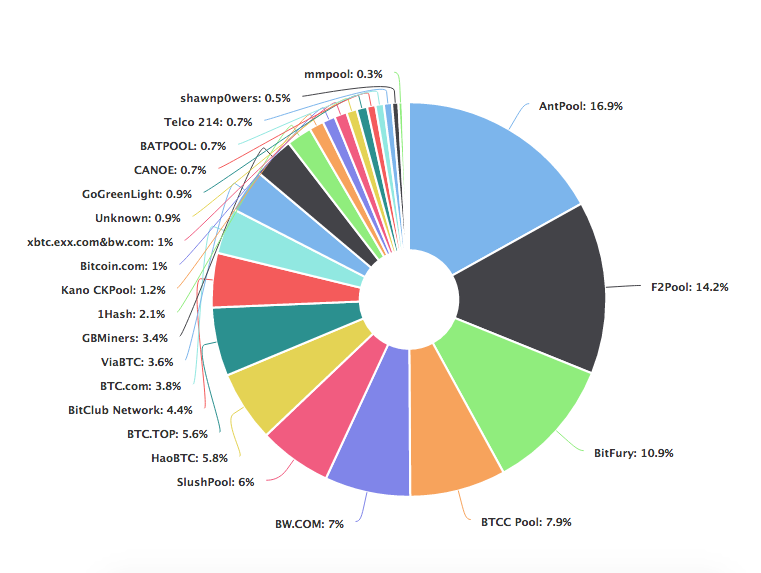 mmpool: 0.3%
shawnp0wers: 0.5%
AntPool: 16.9%
Telco 214: 0.7%
BATPOOL: 0.7%
CANOE: 0.7%
GoGreenLight: 0.9%
Unknown: 0.9%
xbtc.exx.com&bw.com: 1%
Bitcoin.com: 1%
F2Pool: 14.2%
Kano CKPool: 1.2%
1Hash: 2.1%
GBMiners: 3.4%
ViaBTC: 3.6%
BTC.com: 3.8%
BitClub Network: 4.4%
BTC.TOP: 5.6%
BitFury: 10.9%
HaoBTC: 5.8%
SlushPool: 6%
BW.COM: 7%
BTCC Pool: 7.9%